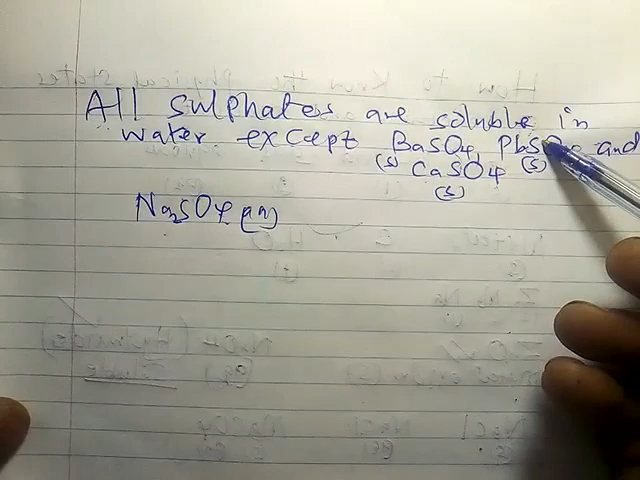 All sulphates are soluble in
water except BaSO4, PbSO4 and
(s) CaSO4 (s)
(s)
Na2SO4 (aq)